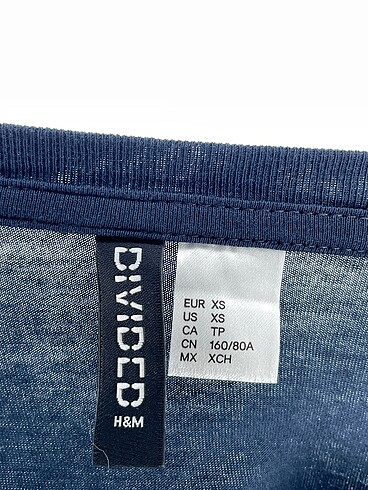 DIVIDED
H&M
EUR XS
US XS
CA TP
CN 160/80A
MX XCH